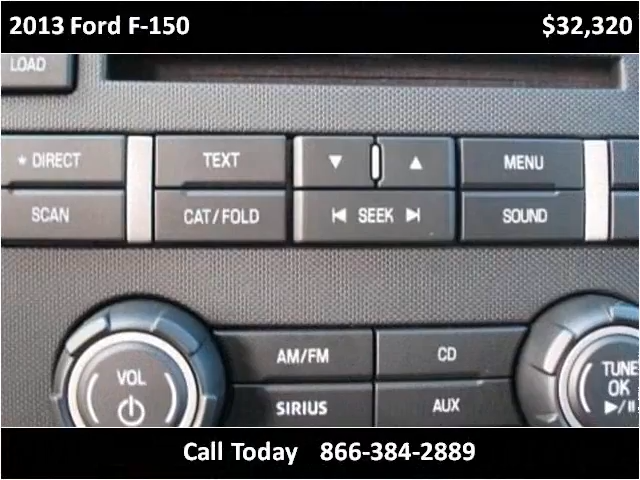 2013 Ford F-150 $32,320
LOAD
* DIRECT TEXT ▼ ▲ MENU
SCAN CAT/FOLD |◀ SEEK ▶| SOUND
AM/FM CD
VOL
SIRIUS AUX
TUNE
OK
▶/II
Call Today 866-384-2889